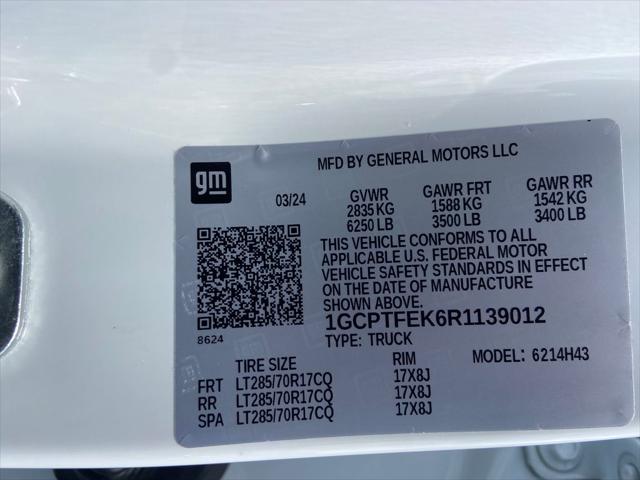 gm
MFD BY GENERAL MOTORS LLC
03/24
GVWR GAWR FRT GAWR RR
2835 KG 1588 KG 1542 KG
6250 LB 3500 LB 3400 LB
THIS VEHICLE CONFORMS TO ALL
APPLICABLE U.S. FEDERAL MOTOR
VEHICLE SAFETY STANDARDS IN EFFECT
ON THE DATE OF MANUFACTURE
SHOWN ABOVE.
1GCPTFEK6R1139012
8624
TYPE: TRUCK
MODEL: 6214H43
TIRE SIZE RIM
FRT LT285/70R17CQ 17X8J
RR LT285/70R17CQ 17X8J
SPA LT285/70R17CQ 17X8J